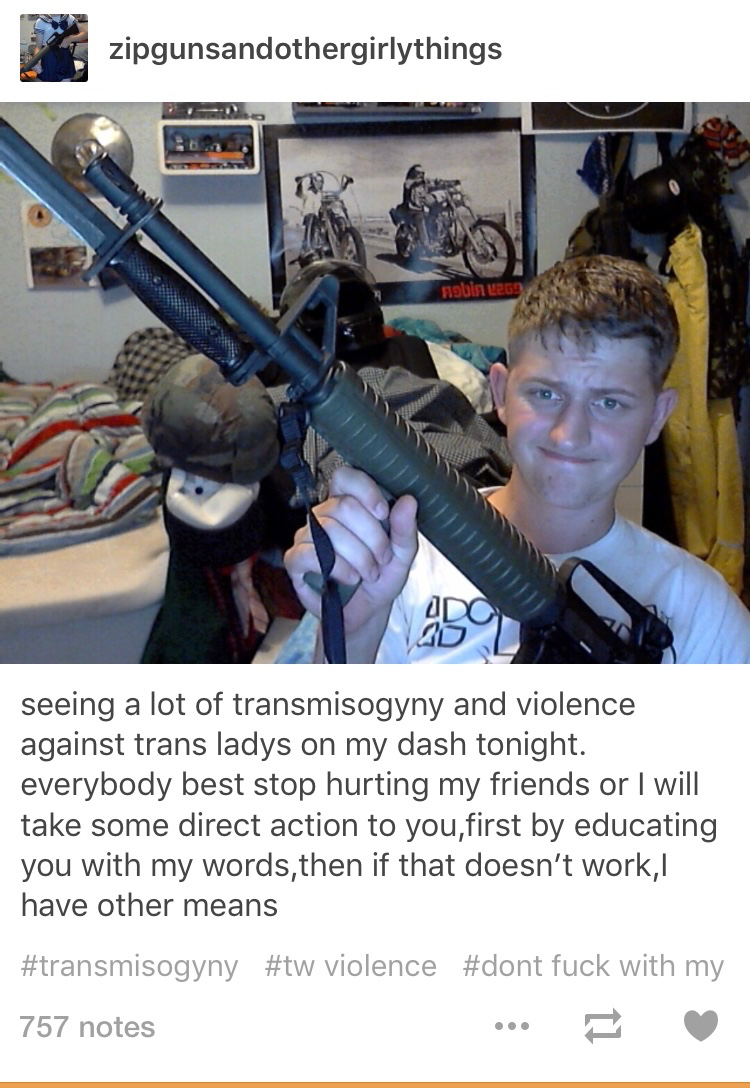 zipgunsandothergirlythings
seeing a lot of transmisogyny and violence
against trans ladys on my dash tonight.
everybody best stop hurting my friends or I will
take some direct action to you,first by educating
you with my words,then if that doesn't work,I
have other means
#transmisogyny #tw violence #dont fuck with my
757 notes